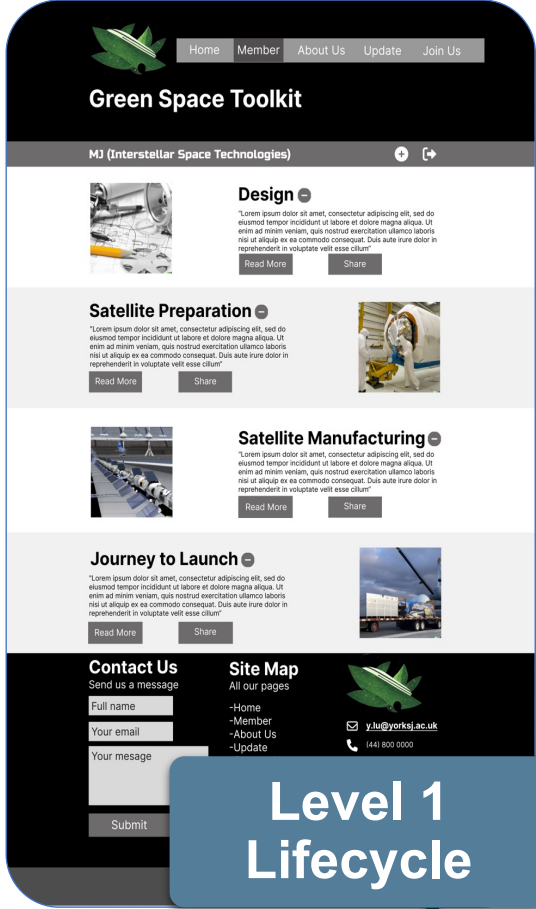 Home Member About Us Update Join Us
Green Space Toolkit
MJ (Interstellar Space Technologies)
Design
"Lorem ipsum dolor sit amet, consectetur adipiscing elit, sed do
eiusmod tempor incididunt ut labore et dolore magna aliqua. Ut
enim ad minim veniam, quis nostrud exercitation ullamco laboris
nisi ut aliquip ex ea commodo consequat. Duis aute irure dolor in
reprehenderit in voluptate velit esse cillum"
Read More Share
Satellite Preparation
"Lorem ipsum dolor sit amet, consectetur adipiscing elit, sed do
eiusmod tempor incididunt ut labore et dolore magna aliqua. Ut
enim ad minim veniam, quis nostrud exercitation ullamco laboris
nisi ut aliquip ex ea commodo consequat. Duis aute irure dolor in
reprehenderit in voluptate velit esse cillum"
Read More Share
Satellite Manufacturing
"Lorem ipsum dolor sit amet, consectetur adipiscing elit, sed do
eiusmod tempor incididunt ut labore et dolore magna aliqua. Ut
enim ad minim veniam, quis nostrud exercitation ullamco laboris
nisi ut aliquip ex ea commodo consequat. Duis aute irure dolor in
reprehenderit in voluptate velit esse cillum"
Read More Share
Journey to Launch
"Lorem ipsum dolor sit amet, consectetur adipiscing elit, sed do
eiusmod tempor incididunt ut labore et dolore magna aliqua. Ut
enim ad minim veniam, quis nostrud exercitation ullamco laboris
nisi ut aliquip ex ea commodo consequat. Duis aute irure dolor in
reprehenderit in voluptate velit esse cillum"
Read More Share
Contact Us
Send us a message
Full name
Your email
Your mesage
Submit
Site Map
All our pages
-Home
-Member
-About Us
-Update
y.lu@yorksj.ac.uk
(44) 800 0000
Level 1
Lifecycle